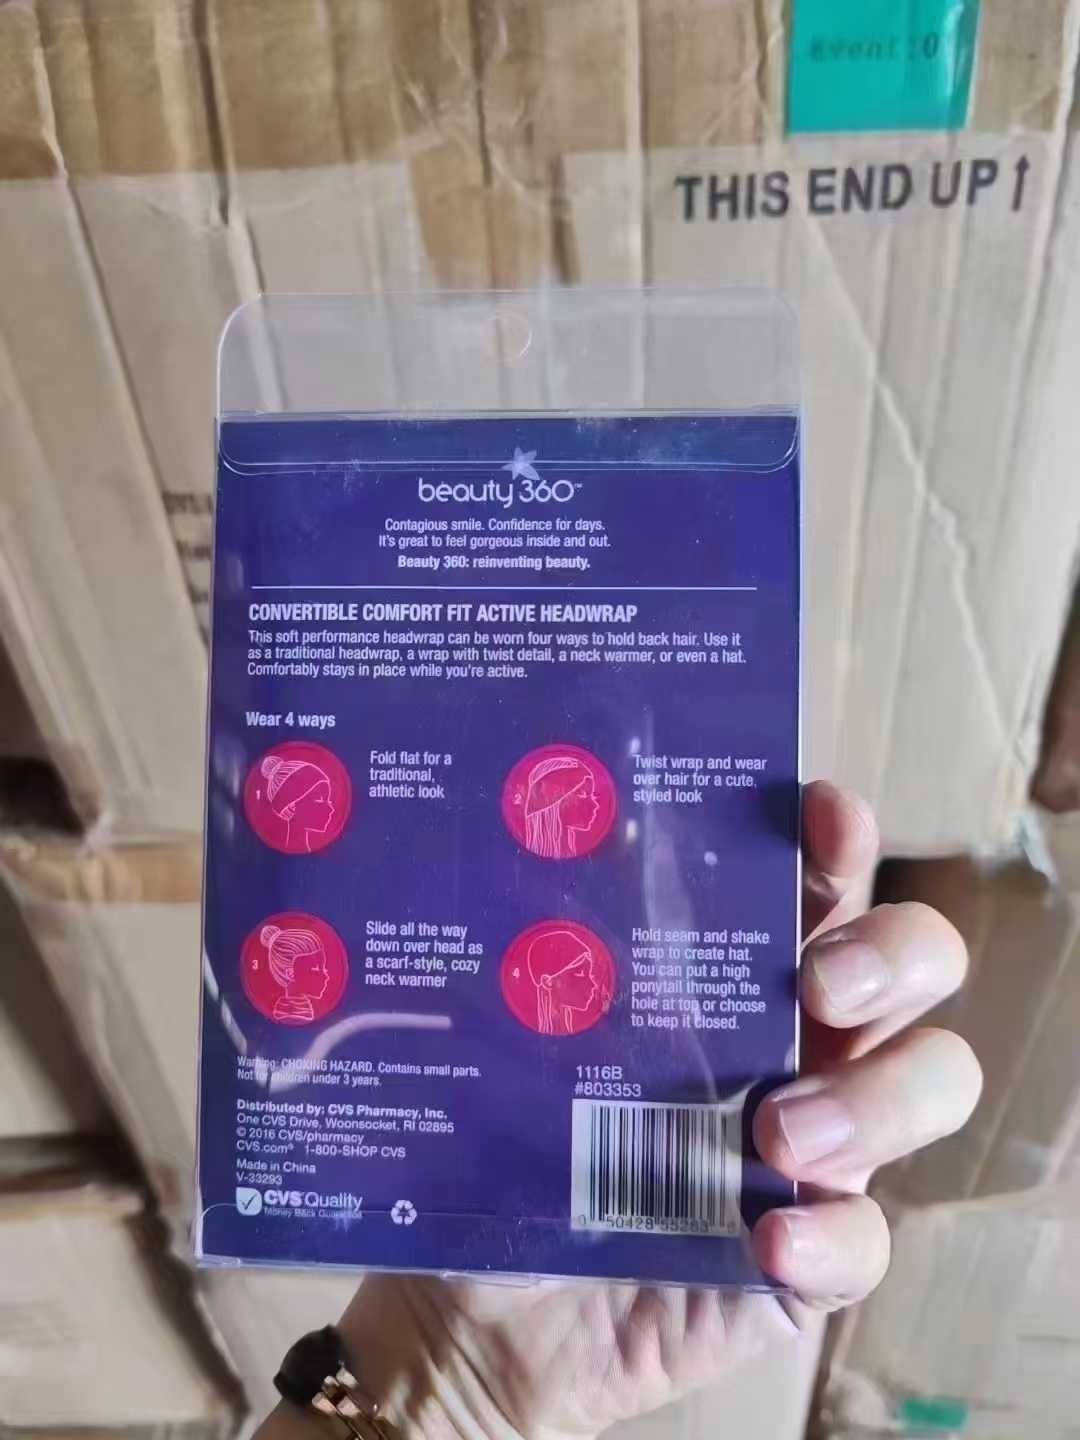 THIS END UP↑
beauty 360™
Contagious smile. Confidence for days.
It's great to feel gorgeous inside and out.
Beauty 360: reinventing beauty.
CONVERTIBLE COMFORT FIT ACTIVE HEADWRAP
This soft performance headwrap can be worn four ways to hold back hair. Use it
as a traditional headwrap, a wrap with twist detail, a neck warmer, or even a hat.
Comfortably stays in place while you're active.
Wear 4 ways
1
Fold flat for a
traditional,
athletic look
2
Twist wrap and wear
over hair for a cute,
styled look
3
Slide all the way
down over head as
a scarf-style, cozy
neck warmer
4
Hold seam and shake
wrap to create hat.
You can put a high
ponytail through the
hole at top or choose
to keep it closed.
Warning: CHOKING HAZARD. Contains small parts.
Not for children under 3 years.
Distributed by: CVS Pharmacy, Inc.
One CVS Drive, Woonsocket, RI 02895
© 2016 CVS/pharmacy
CVS.com® 1-800-SHOP CVS
Made in China
V-33293
CVS Quality
Money Back Guarantee
1116B
#803353
0 50428 55283